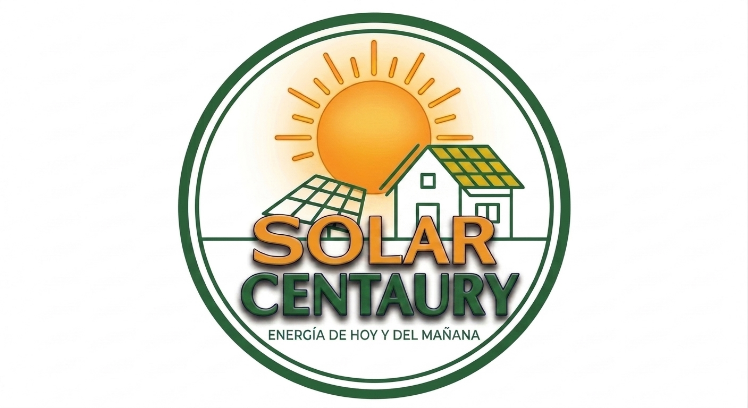 SOLAR
CENTAURY
ENERGÍA DE HOY Y DEL MAÑANA